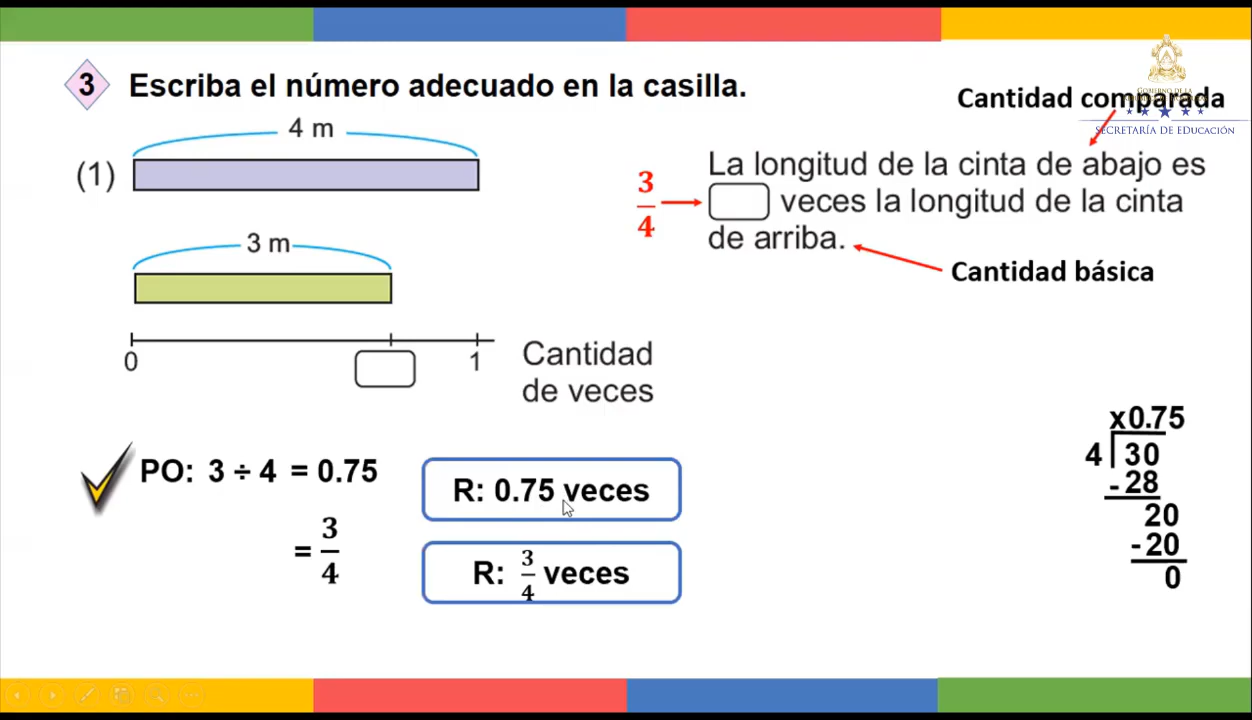 3 Escriba el número adecuado en la casilla.
Cantidad comparada
GOBIERNO DE LA
SECRETARÍA DE EDUCACIÓN
4 m
(1)
La longitud de la cinta de abajo es
3/4 veces la longitud de la cinta
de arriba.
Cantidad básica
3 m
0 1
Cantidad
de veces
PO: 3 ÷ 4 = 0.75
= 3/4
R: 0.75 veces
R: 3/4 veces
x0.75
4 30
- 28
20
- 20
0